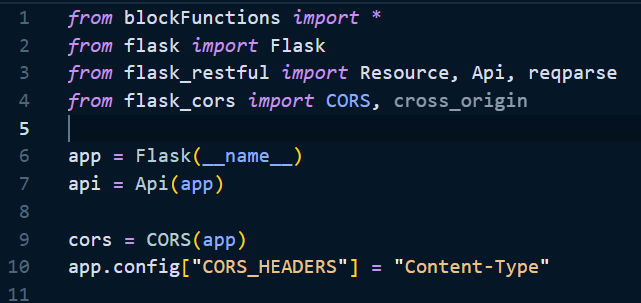 1 from blockFunctions import *
2 from flask import Flask
3 from flask_restful import Resource, Api, reqparse
4 from flask_cors import CORS, cross_origin
5
6 app = Flask(__name__)
7 api = Api(app)
8
9 cors = CORS(app)
10 app.config["CORS_HEADERS"] = "Content-Type"
11